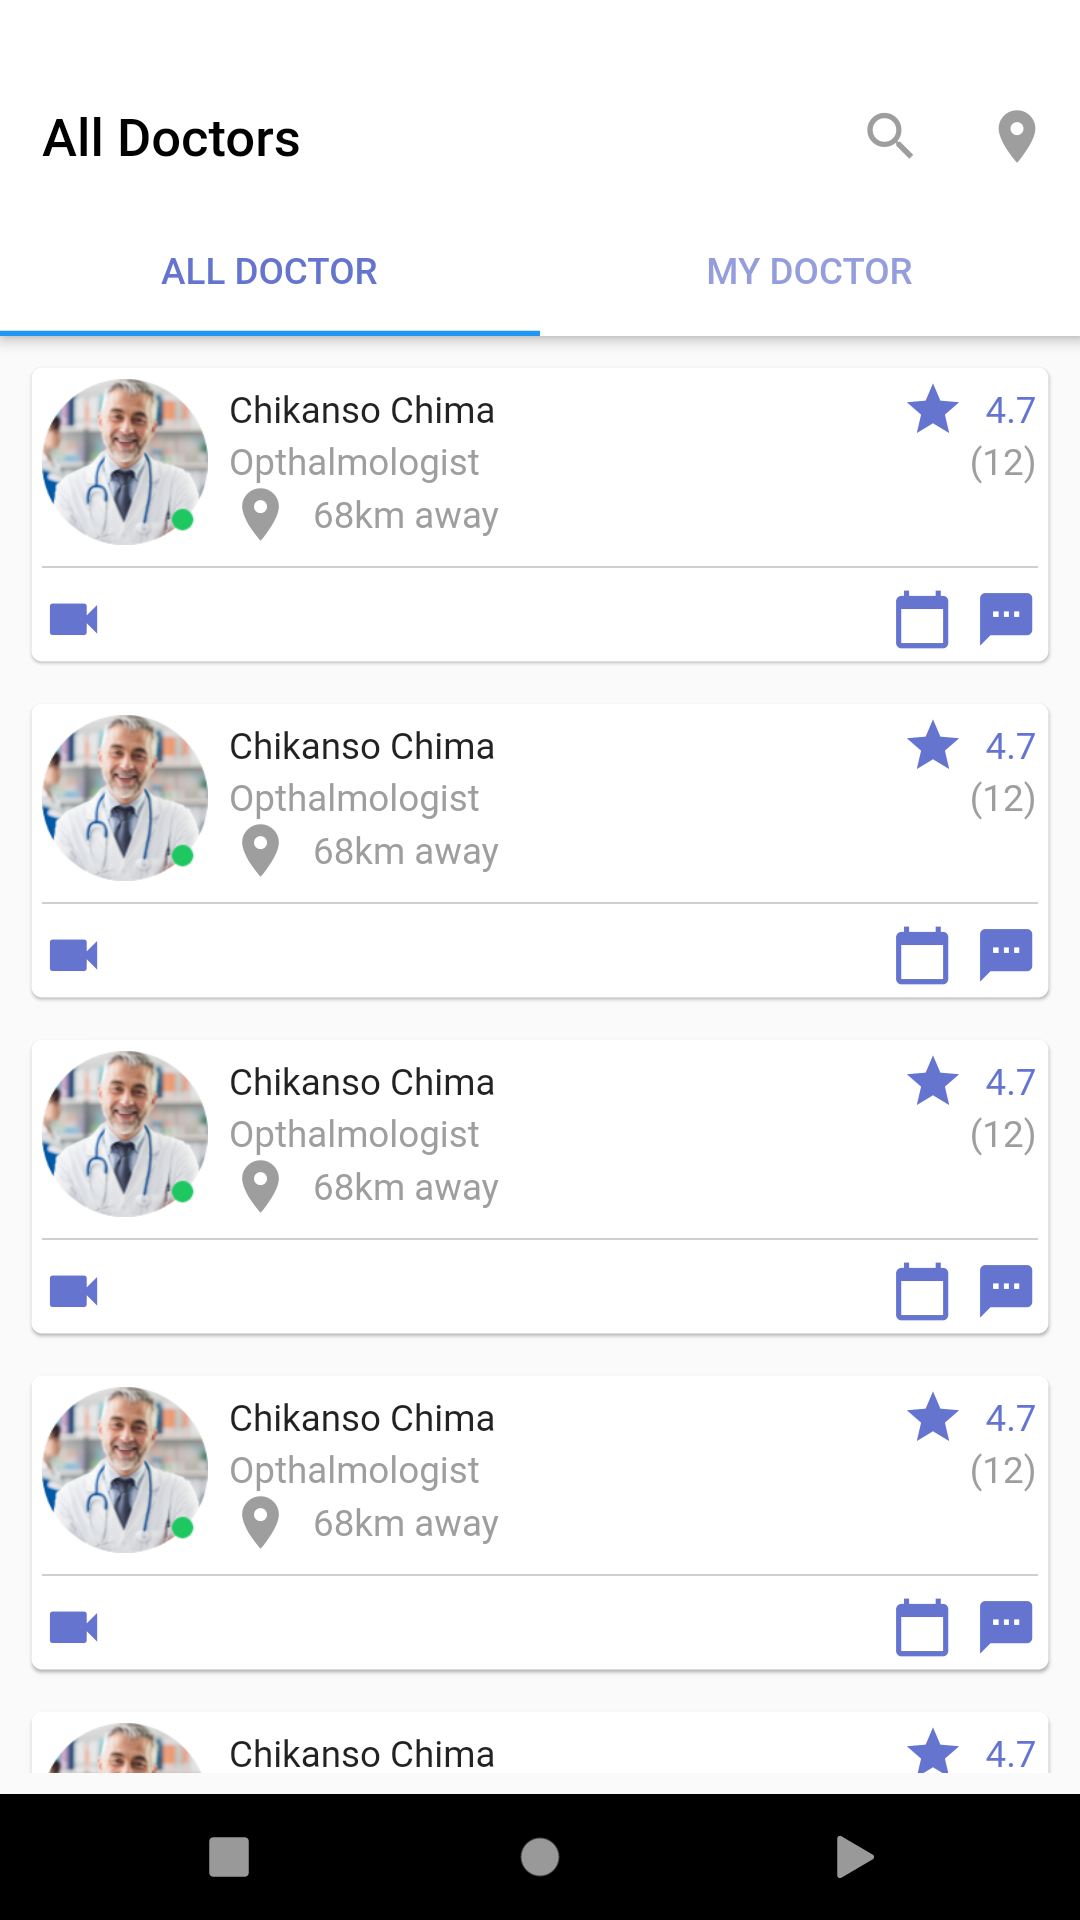 All Doctors
ALL DOCTOR
MY DOCTOR
Chikanso Chima
4.7
Opthalmologist
(12)
68km away
Chikanso Chima
4.7
Opthalmologist
(12)
68km away
Chikanso Chima
4.7
Opthalmologist
(12)
68km away
Chikanso Chima
4.7
Opthalmologist
(12)
68km away
Chikanso Chima
4.7